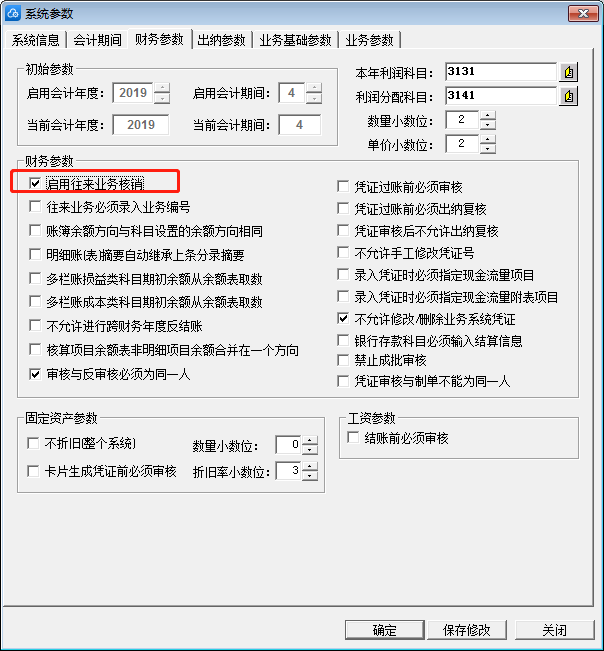 系统参数
系统信息 会计期间 财务参数 出纳参数 业务基础参数 业务参数
初始参数
启用会计年度: 2019 启用会计期间: 4
当前会计年度: 2019 当前会计期间: 4
本年利润科目: 3131
利润分配科目: 3141
数量小数位: 2
单价小数位: 2
财务参数
启用往来业务核销
往来业务必须录入业务编号
账簿余额方向与科目设置的余额方向相同
明细账(表)摘要自动继承上条分录摘要
多栏账损益类科目期初余额从余额表取数
多栏账成本类科目期初余额从余额表取数
不允许进行跨财务年度反结账
核算项目余额表非明细项目余额合并在一个方向
审核与反审核必须为同一人
凭证过账前必须审核
凭证过账前必须出纳复核
凭证审核后不允许出纳复核
不允许手工修改凭证号
录入凭证时必须指定现金流量项目
录入凭证时必须指定现金流量附表项目
不允许修改/删除业务系统凭证
银行存款科目必须输入结算信息
禁止成批审核
凭证审核与制单不能为同一人
固定资产参数
不折旧(整个系统) 数量小数位: 0
卡片生成凭证前必须审核 折旧率小数位: 3
工资参数
结账前必须审核
确定 保存修改 关闭